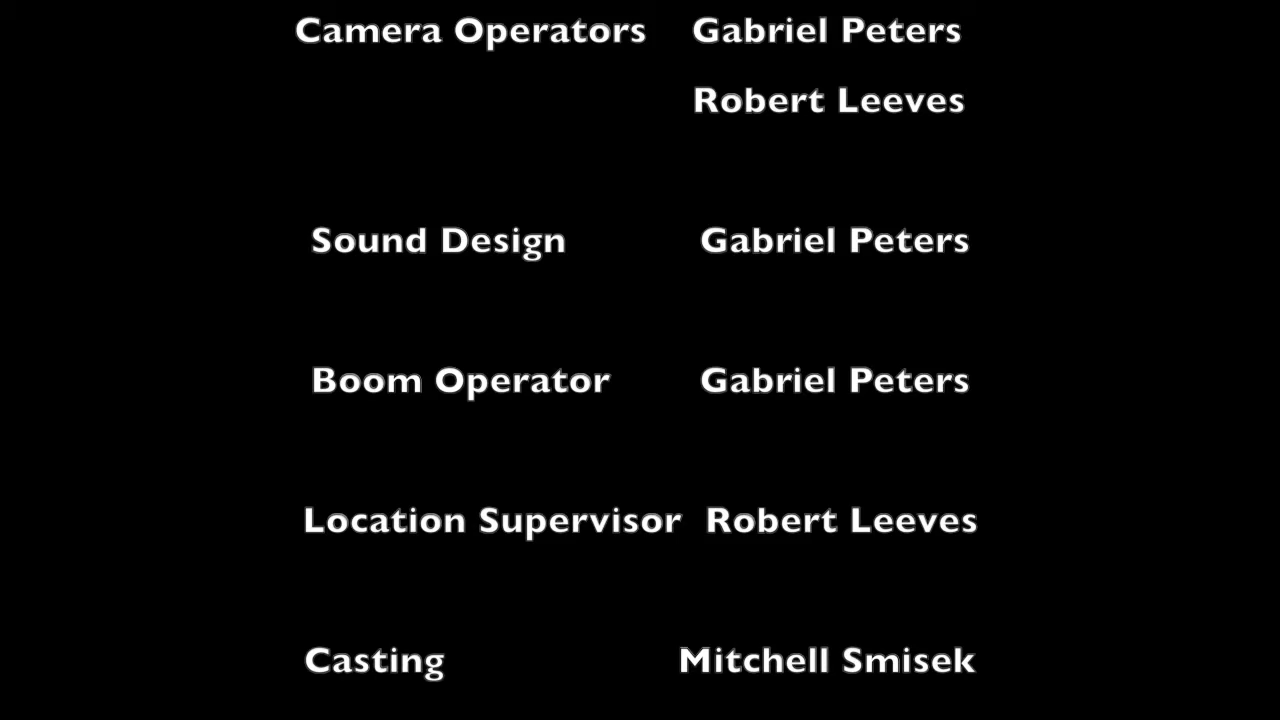 Camera Operators Gabriel Peters
Robert Leeves
Sound Design Gabriel Peters
Boom Operator Gabriel Peters
Location Supervisor Robert Leeves
Casting Mitchell Smisek